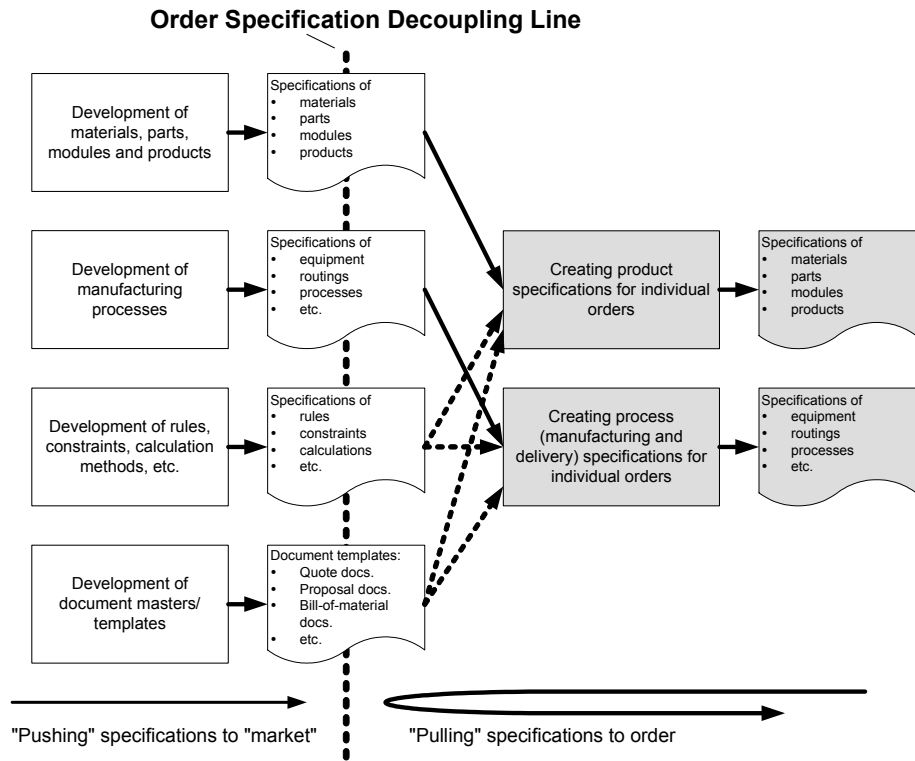 Order Specification Decoupling Line
Development of
materials, parts,
modules and products
Specifications of
• materials
• parts
• modules
• products
Development of
manufacturing
processes
Specifications of
• equipment
• routings
• processes
• etc.
Creating product
specifications for individual
orders
Specifications of
• materials
• parts
• modules
• products
Development of rules,
constraints, calculation
methods, etc.
Specifications of
• rules
• constraints
• calculations
• etc.
Creating process
(manufacturing and
delivery) specifications for
individual orders
Specifications of
• equipment
• routings
• processes
• etc.
Development of
document masters/
templates
Document templates:
• Quote docs.
• Proposal docs.
• Bill-of-material
docs.
• etc.
"Pushing" specifications to "market"
"Pulling" specifications to order